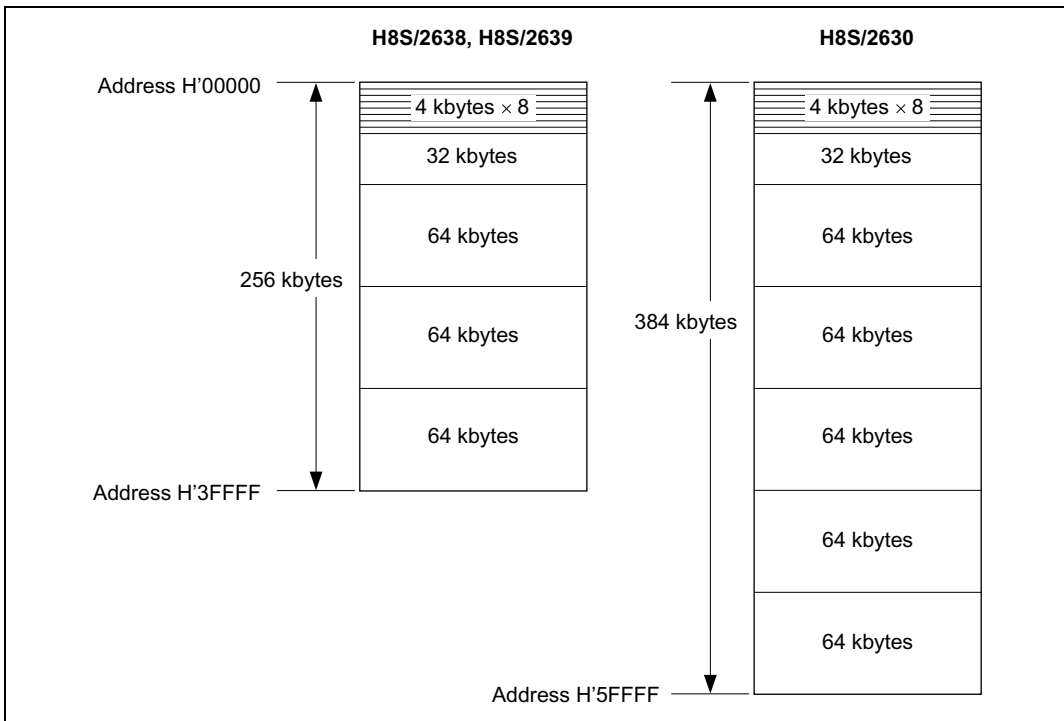 H8S/2638, H8S/2639
Address H'00000
4 kbytes × 8
32 kbytes
64 kbytes
256 kbytes
64 kbytes
64 kbytes
Address H'3FFFF
H8S/2630
4 kbytes × 8
32 kbytes
64 kbytes
64 kbytes
384 kbytes
64 kbytes
64 kbytes
64 kbytes
Address H'5FFFF